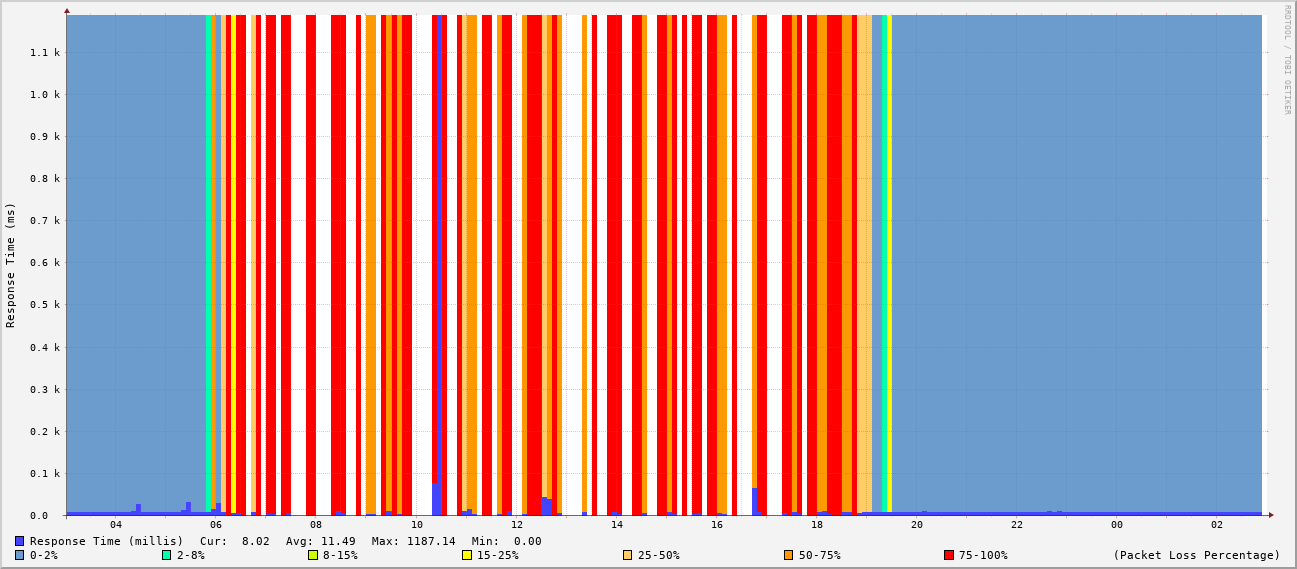 RRDTOOL / TOBI OETIKER
Response Time (ms)
1.1 k
1.0 k
0.9 k
0.8 k
0.7 k
0.6 k
0.5 k
0.4 k
0.3 k
0.2 k
0.1 k
0.0
04 06 08 10 12 14 16 18 20 22 00 02
Response Time (millis) Cur: 8.02 Avg: 11.49 Max: 1187.14 Min: 0.00
0-2% 2-8% 8-15% 15-25% 25-50% 50-75% 75-100% (Packet Loss Percentage)